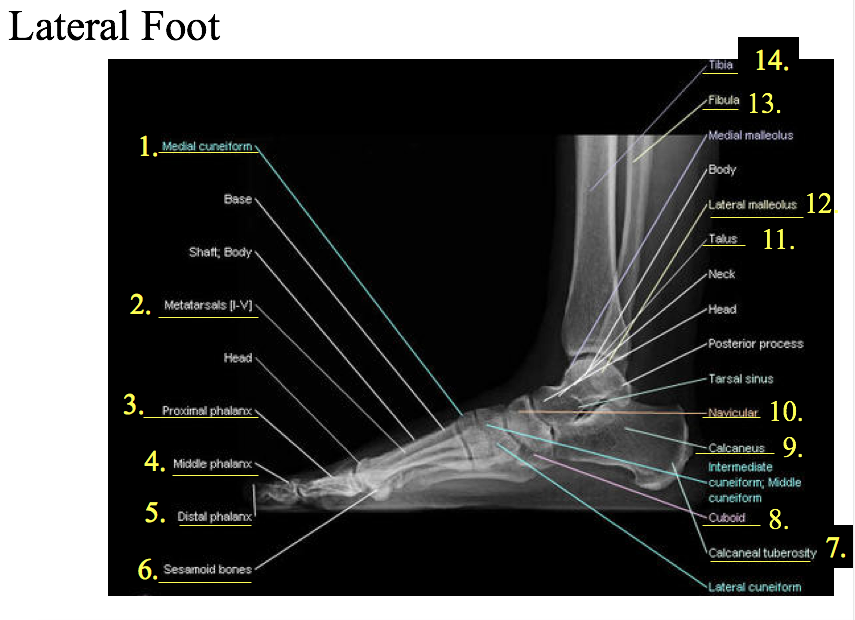 Lateral Foot
1. Medial cuneiform
Base
Shaft; Body
2. Metatarsals [I-V]
Head
3. Proximal phalanx
4. Middle phalanx
5. Distal phalanx
6. Sesamoid bones
Tibia 14.
Fibula 13.
Medial malleolus
Body
Lateral malleolus 12.
Talus 11.
Neck
Head
Posterior process
Tarsal sinus
Navicular 10.
Calcaneus 9.
Intermediate
cuneiform; Middle
cuneiform
Cuboid 8.
Calcaneal tuberosity 7.
Lateral cuneiform